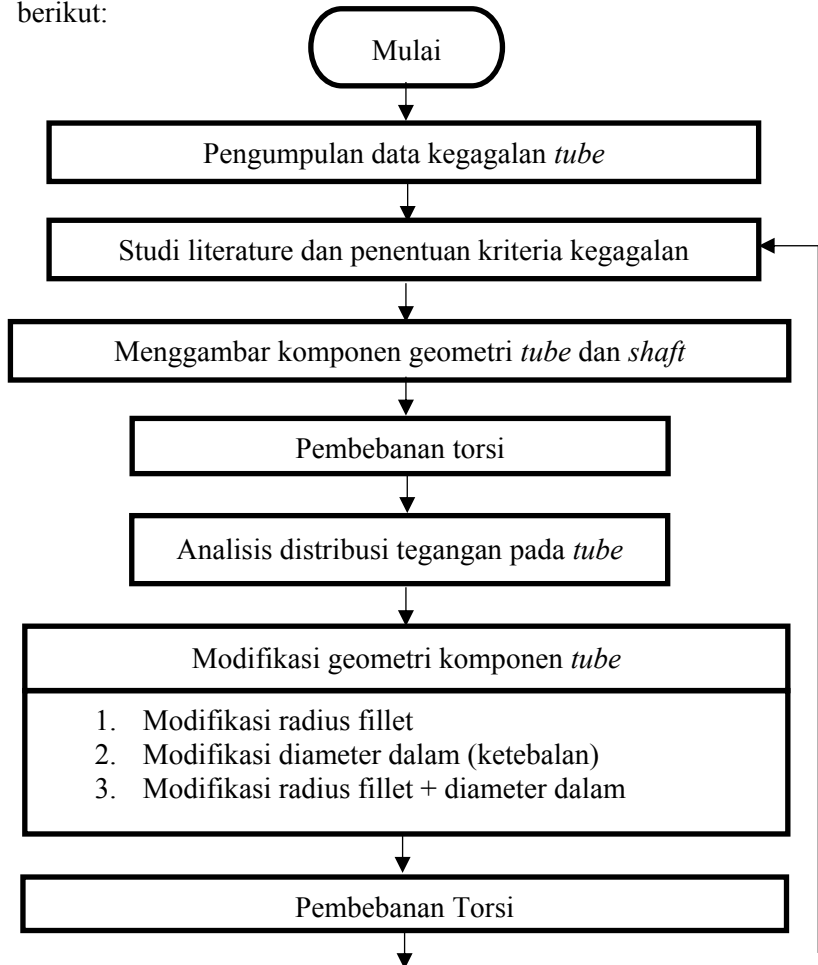 berikut:
Mulai
Pengumpulan data kegagalan tube
Studi literature dan penentuan kriteria kegagalan
Menggambar komponen geometri tube dan shaft
Pembebanan torsi
Analisis distribusi tegangan pada tube
Modifikasi geometri komponen tube
1. Modifikasi radius fillet
2. Modifikasi diameter dalam (ketebalan)
3. Modifikasi radius fillet + diameter dalam
Pembebanan Torsi